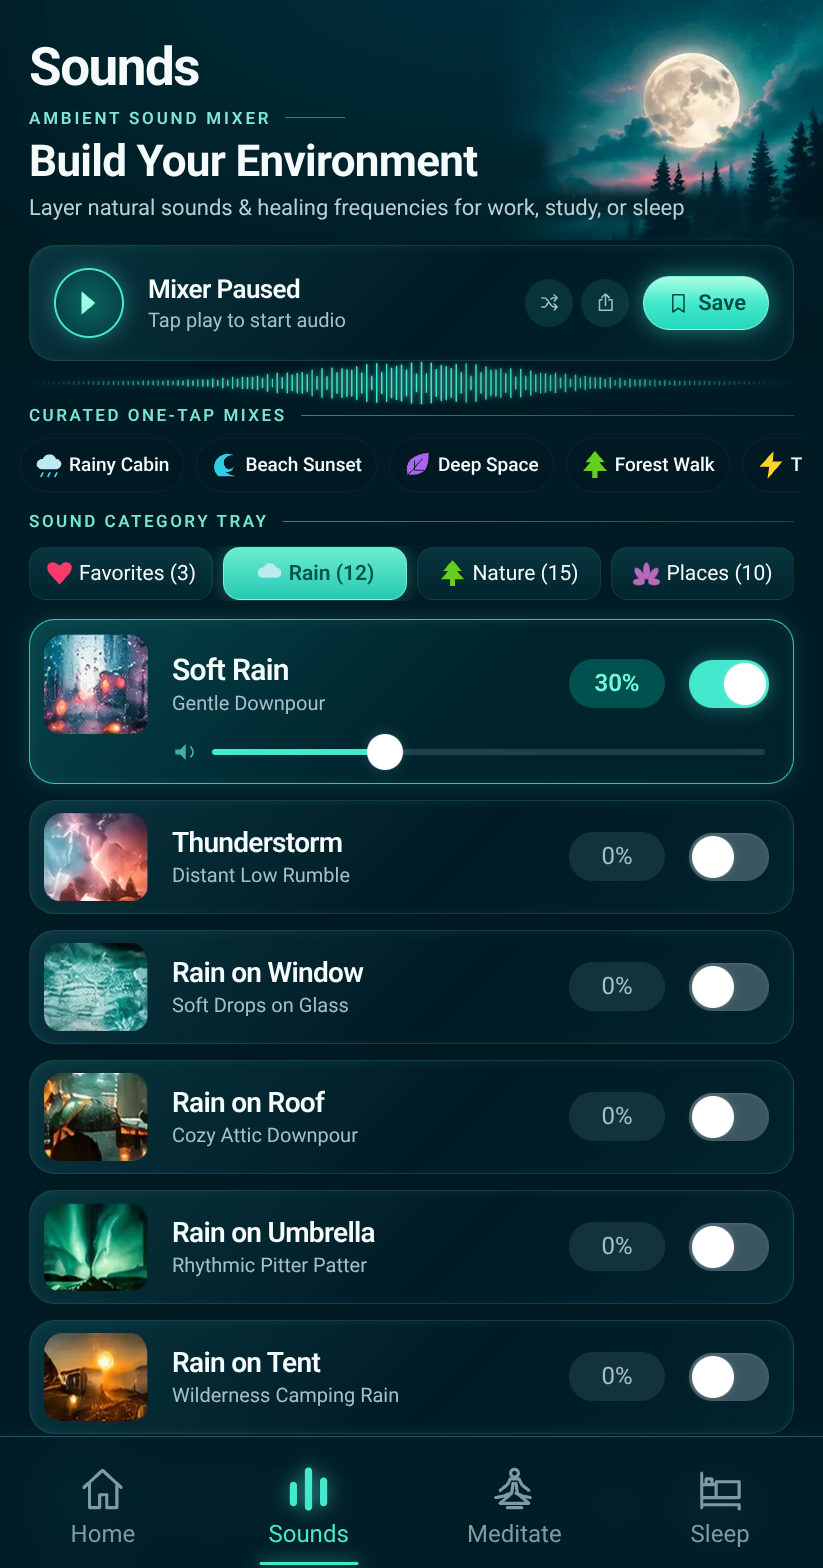 Sounds
AMBIENT SOUND MIXER
Build Your Environment
Layer natural sounds & healing frequencies for work, study, or sleep
Mixer Paused
Tap play to start audio
Save
CURATED ONE-TAP MIXES
Rainy Cabin
Beach Sunset
Deep Space
Forest Walk
T
SOUND CATEGORY TRAY
Favorites (3)
Rain (12)
Nature (15)
Places (10)
Soft Rain
Gentle Downpour
30%
Thunderstorm
Distant Low Rumble
0%
Rain on Window
Soft Drops on Glass
0%
Rain on Roof
Cozy Attic Downpour
0%
Rain on Umbrella
Rhythmic Pitter Patter
0%
Rain on Tent
Wilderness Camping Rain
0%
Home
Sounds
Meditate
Sleep